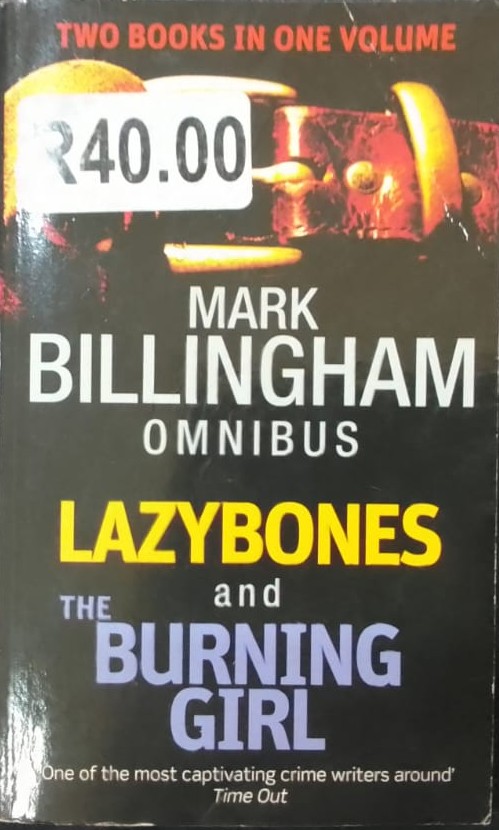 TWO BOOKS IN ONE VOLUME
R40.00
MARK
BILLINGHAM
OMNIBUS
LAZYBONES
and
THE
BURNING
GIRL
One of the most captivating crime writers around'
Time Out